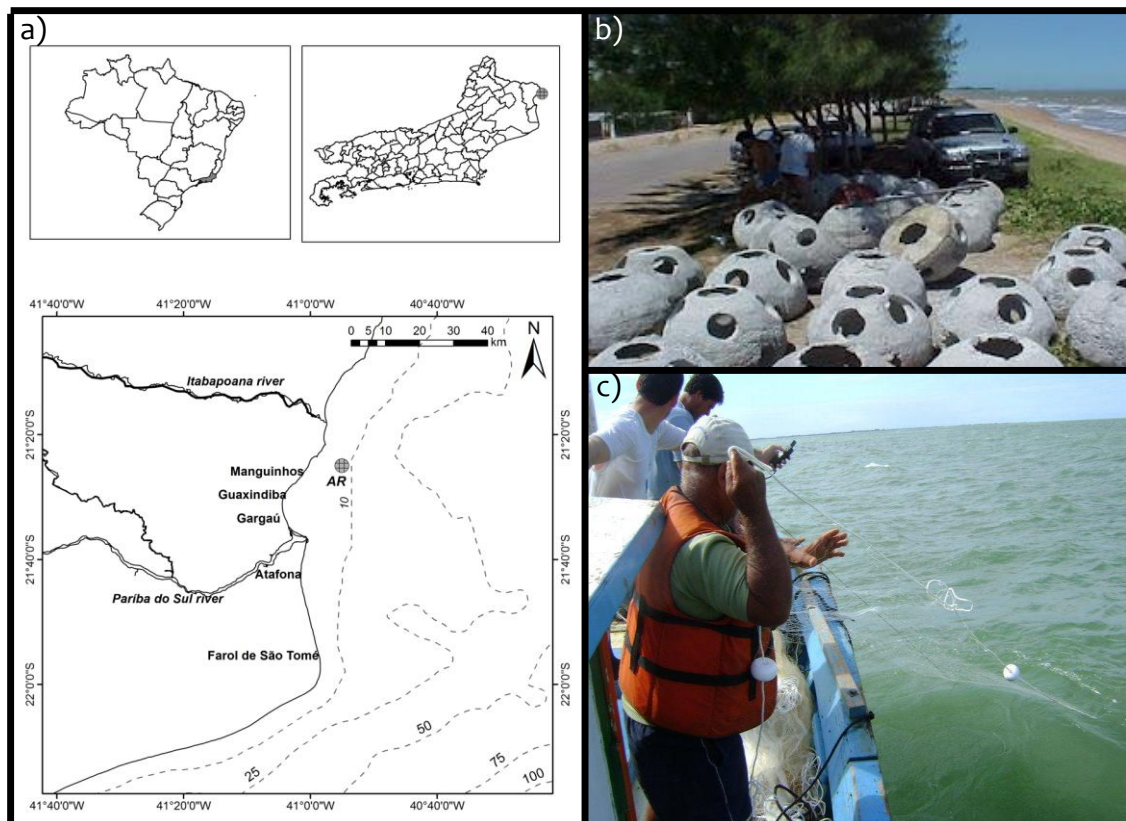 a)
b)
c)
41°40'0"W 41°20'0"W 41°0'0"W 40°40'0"W
0 5 10 20 30 40
km
N
Itabapoana river
21°20'0"S
21°20'0"S
Manguinhos
AR
10
Guaxindiba
Gargaú
21°40'0"S
21°40'0"S
Atafona
Pariba do Sul river
Farol de São Tomé
22°0'0"S
22°0'0"S
50
25
75
100
41°40'0"W 41°20'0"W 41°0'0"W 40°40'0"W